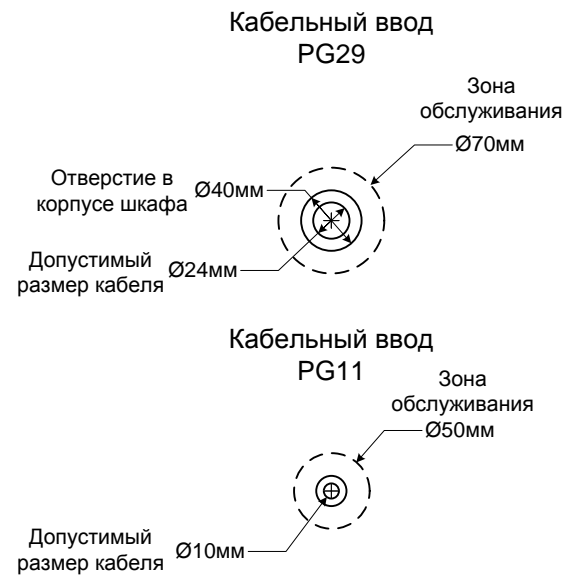 Кабельный ввод
PG29
Зона
обслуживания
Ø70мм
Отверстие в
корпусе шкафа
Ø40мм
Допустимый
размер кабеля
Ø24мм
Кабельный ввод
PG11
Зона
обслуживания
Ø50мм
Допустимый
размер кабеля
Ø10мм